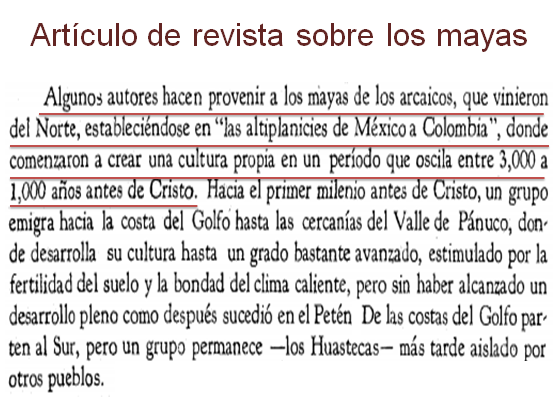 Artículo de revista sobre los mayas
Algunos autores hacen provenir a los mayas de los arcaicos, que vinieron
del Norte, estableciéndose en "las altiplanicies de México a Colombia", donde
comenzaron a crear una cultura propia en un período que oscila entre 3,000 a
1,000 años antes de Cristo. Hacia el primer milenio antes de Cristo, un grupo
emigra hacia la costa del Golfo hasta las cercanías del Valle de Pánuco, don-
de desarrolla su cultura hasta un grado bastante avanzado, estimulado por la
fertilidad del suelo y la bondad del clima caliente, pero sin haber alcanzado un
desarrollo pleno como después sucedió en el Petén De las costas del Golfo par-
ten al Sur, pero un grupo permanece —los Huastecas— más tarde aislado por
otros pueblos.